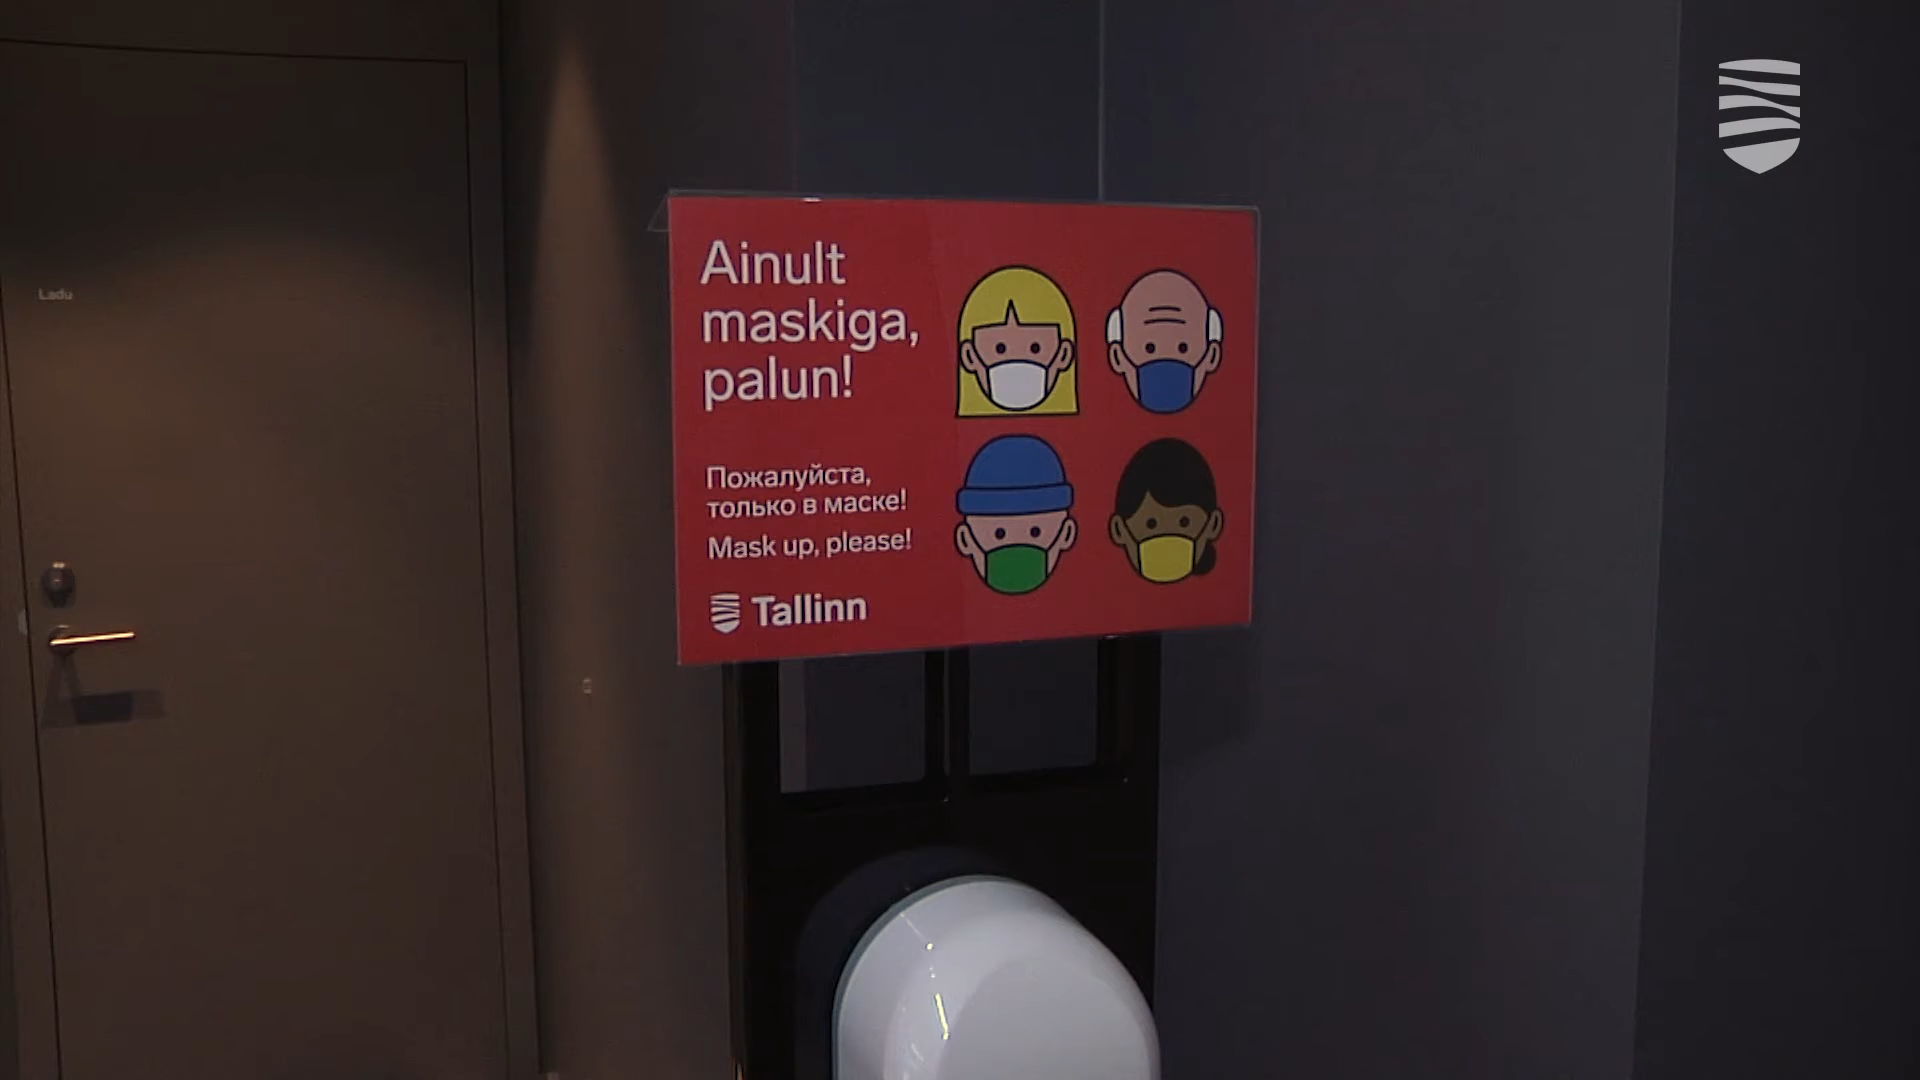 Ladu
Ainult
maskiga,
palun!
Пожалуйста,
только в маске!
Mask up, please!
Tallinn